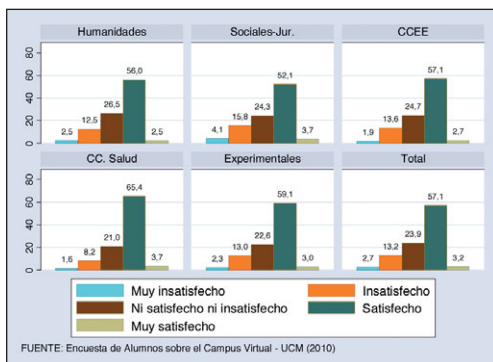 Humanidades
Sociales-Jur.
CCEE
0 20 40 60 80
2,5
12,5
26,5
56,0
2,5
4,1
15,8
24,3
52,1
3,7
1,9
13,6
24,7
57,1
2,7
CC. Salud
Experimentales
Total
0 20 40 60 80
1,6
8,2
21,0
65,4
3,7
2,3
13,0
22,6
59,1
3,0
2,7
13,2
23,9
57,1
3,2
Muy insatisfecho
Insatisfecho
Ni satisfecho ni insatisfecho
Satisfecho
Muy satisfecho
FUENTE: Encuesta de Alumnos sobre el Campus Virtual - UCM (2010)